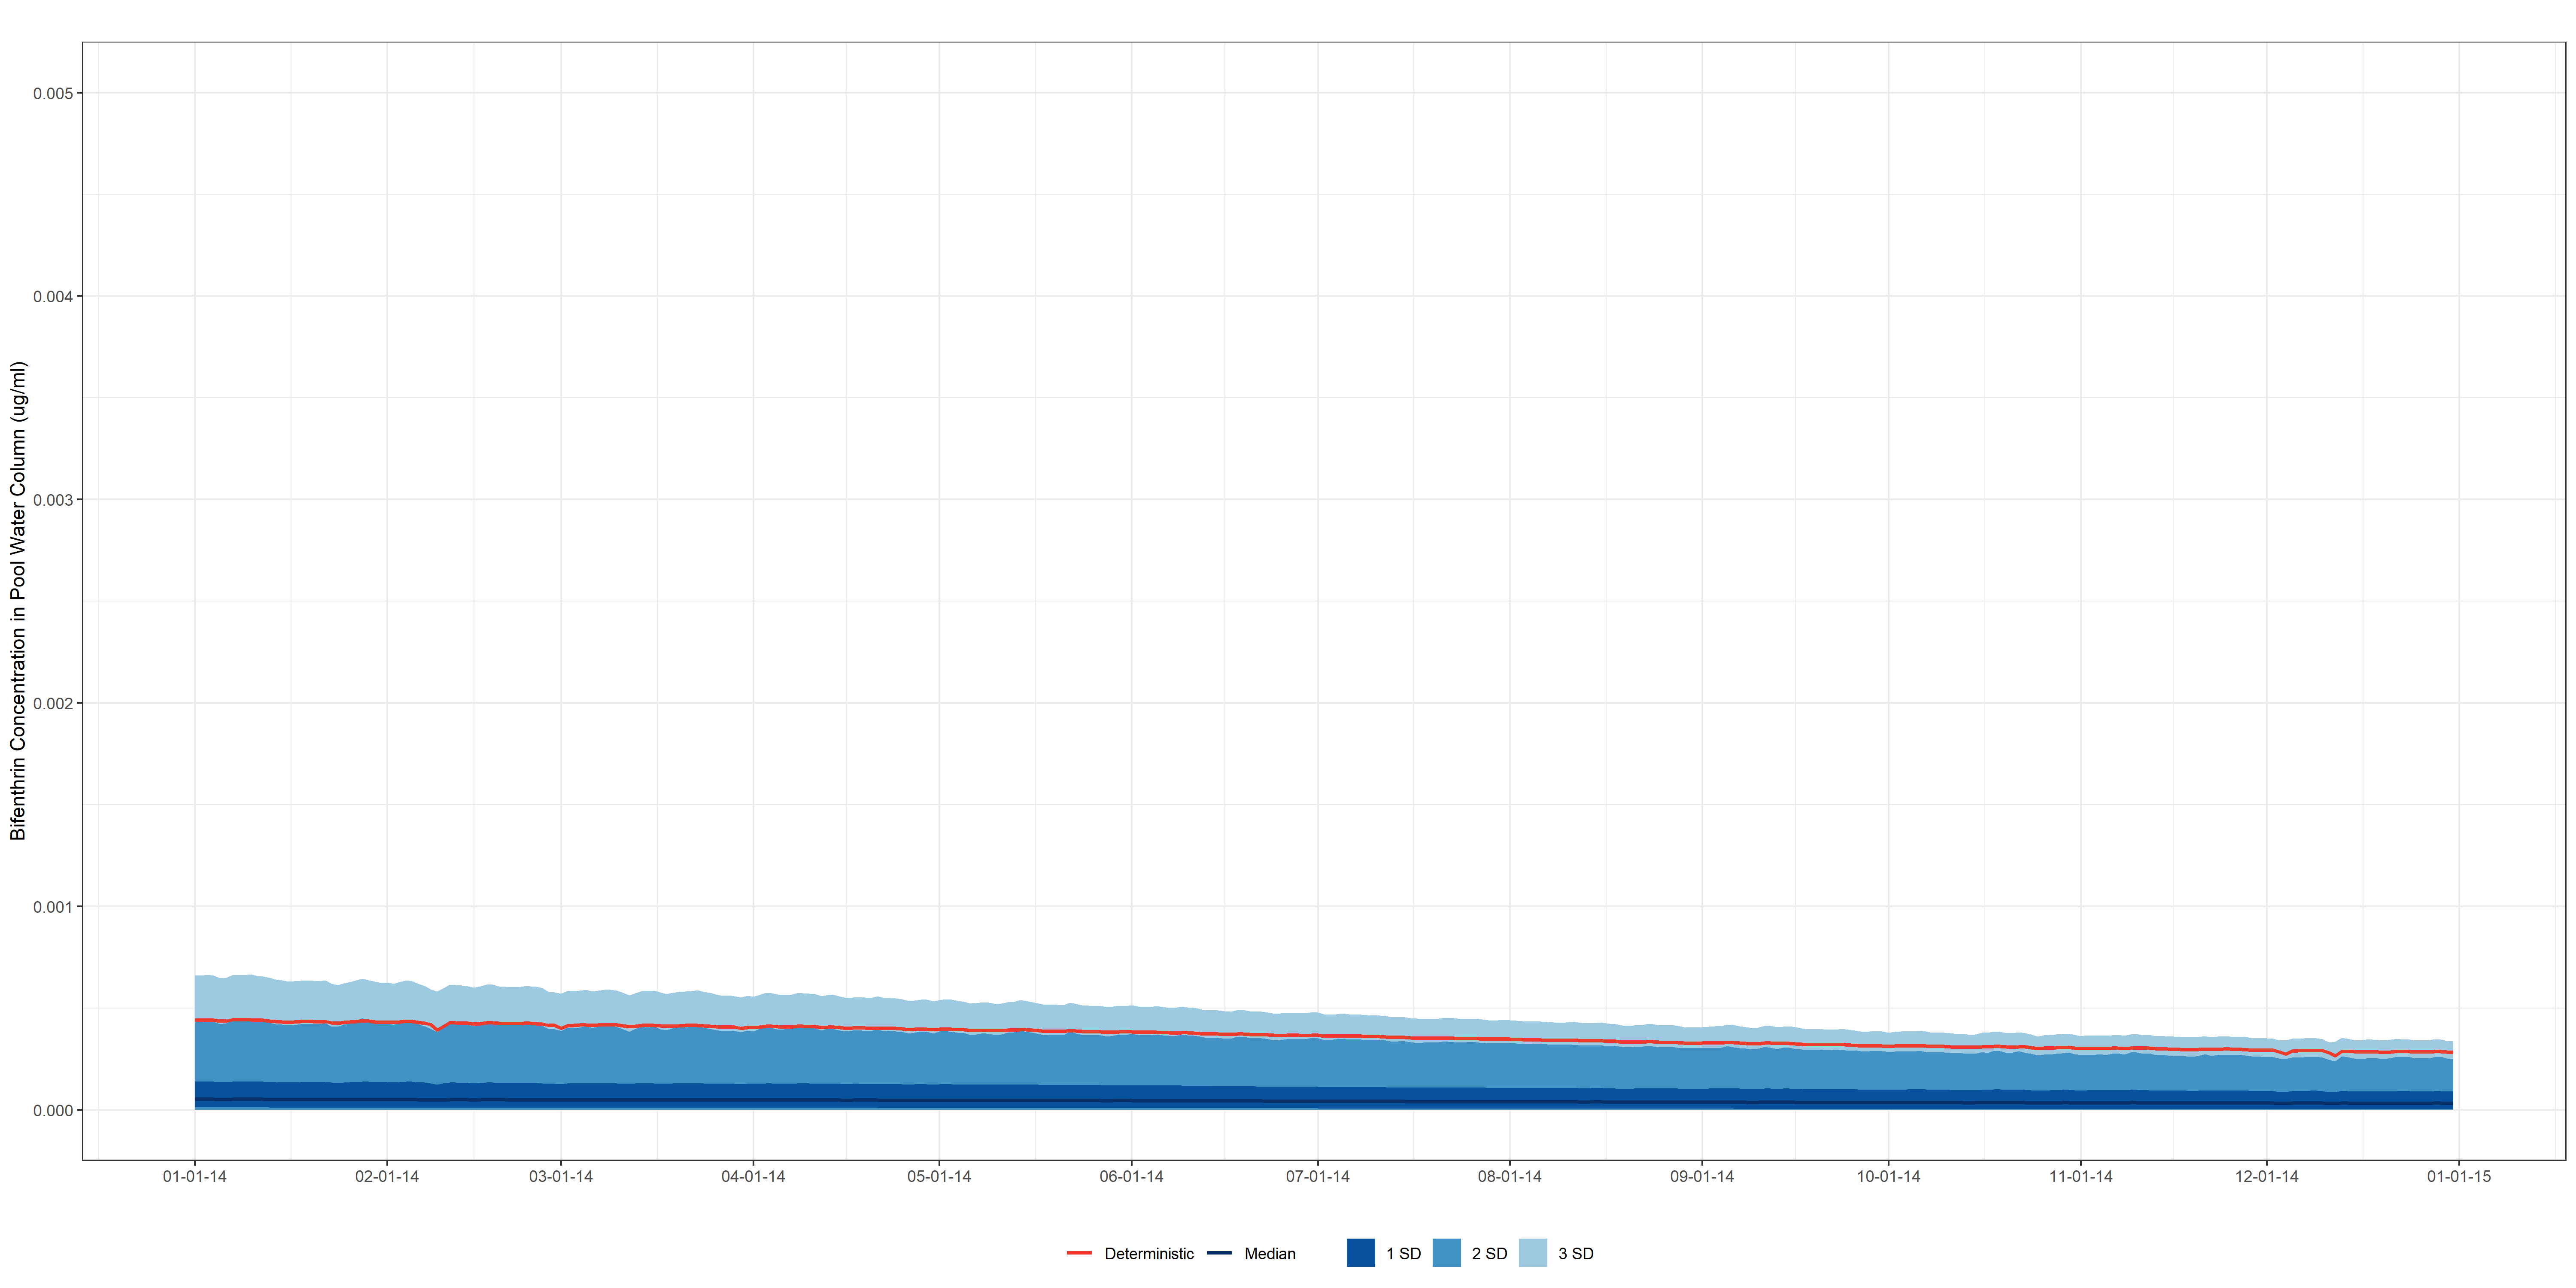 Bifenthrin Concentration in Pool Water Column (ug/ml)
0.005
0.004
0.003
0.002
0.001
0.000
01-01-14 02-01-14 03-01-14 04-01-14 05-01-14 06-01-14 07-01-14 08-01-14 09-01-14 10-01-14 11-01-14 12-01-14 01-01-15
Deterministic Median 1 SD 2 SD 3 SD